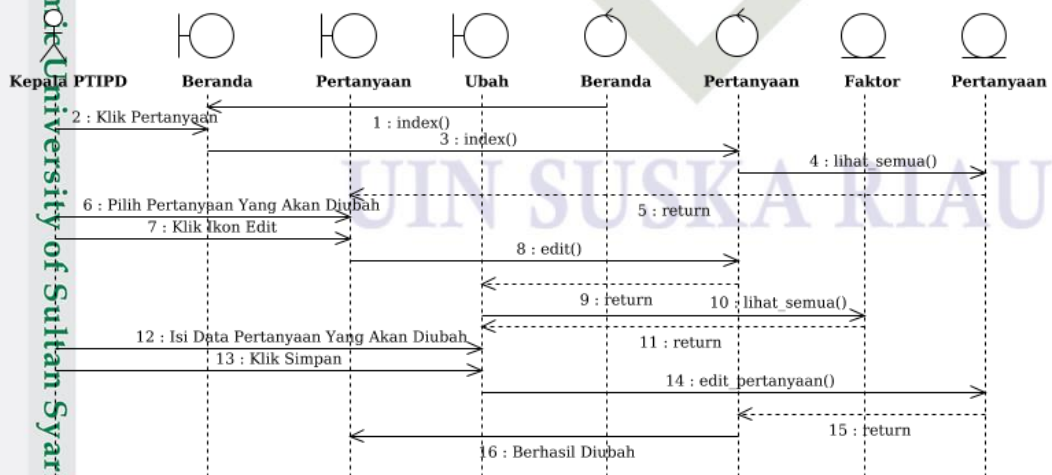 Kepala PTIPD
Beranda
Pertanyaan
Ubah
Beranda
Pertanyaan
Faktor
Pertanyaan
1 : index()
2 : Klik Pertanyaan
3 : index()
4 : lihat_semua()
5 : return
6 : Pilih Pertanyaan Yang Akan Diubah
7 : Klik Ikon Edit
8 : edit()
9 : return
10 : lihat_semua()
11 : return
12 : Isi Data Pertanyaan Yang Akan Diubah
13 : Klik Simpan
14 : edit_pertanyaan()
15 : return
16 : Berhasil Diubah
UIN SUSKA RIAU
University of Sultan Syar